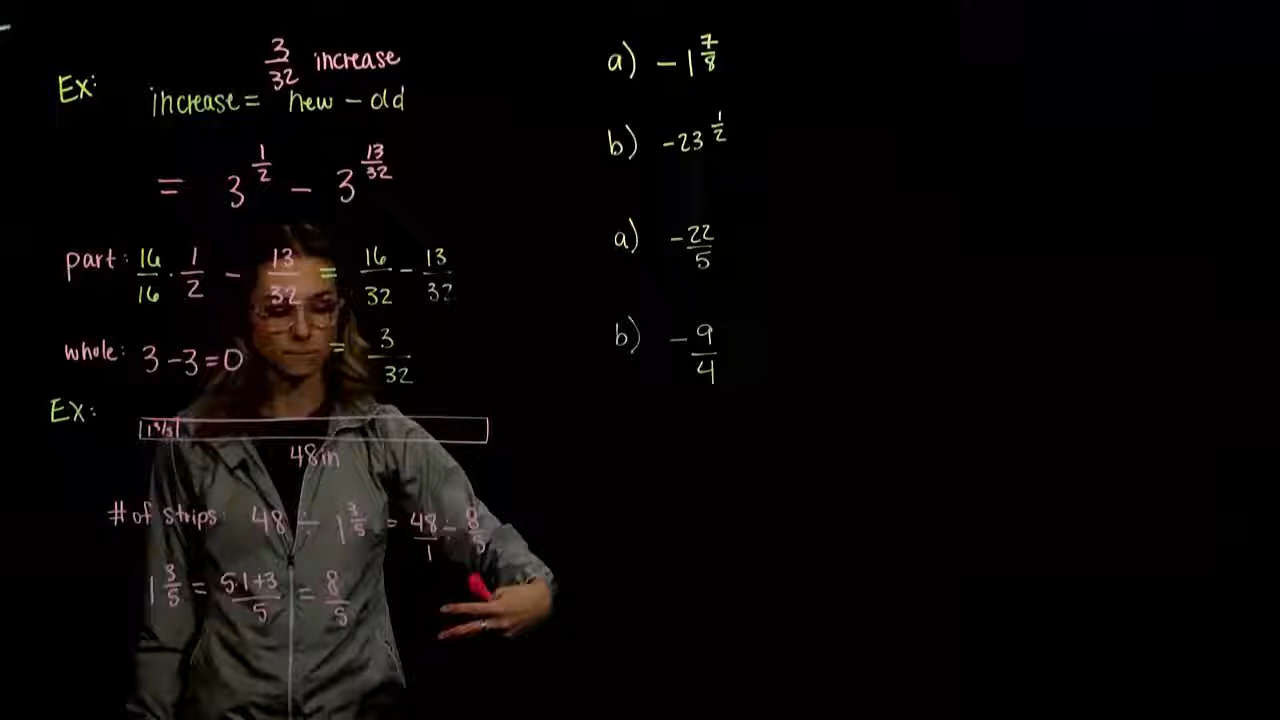 Ex:
3/32 increase
increase = new - old
= 3 1/2 - 3 13/32
part: 16/16 · 1/2 - 13/32 = 16/32 - 13/32
whole: 3 - 3 = 0
= 3/32
Ex:
1 3/5
48in
# of strips: 48 ÷ 1 3/5 = 48/1 ÷ 8/5
1 3/5 = 5·1+3/5 = 8/5
a) -1 7/8
b) -23 1/2
a) -22/5
b) -9/4